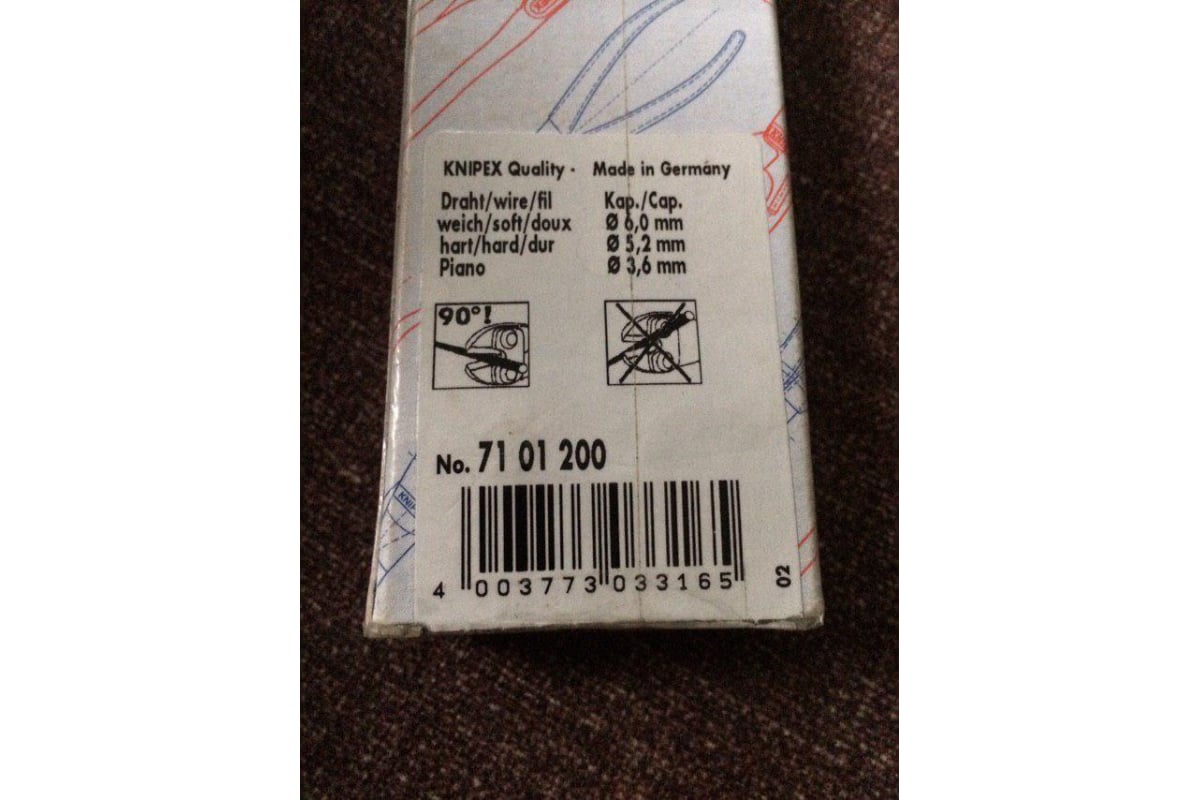 KNIPEX Quality · Made in Germany
Draht/wire/fil Kap./Cap.
weich/soft/doux Ø 6,0 mm
hart/hard/dur Ø 5,2 mm
Piano Ø 3,6 mm
90°!
No. 71 01 200
4 003773 033165
02